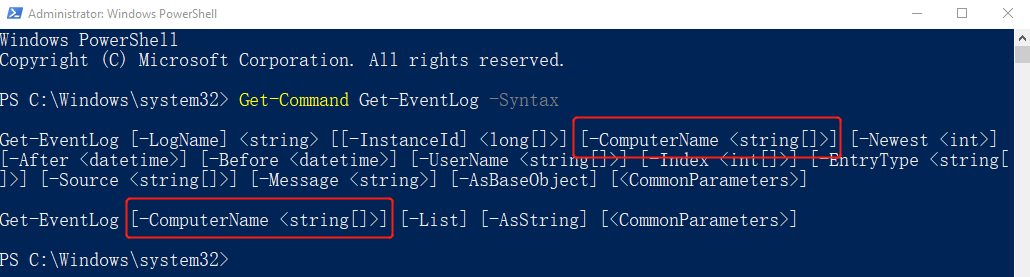 Administrator: Windows PowerShell
Windows PowerShell
Copyright (C) Microsoft Corporation. All rights reserved.
PS C:\Windows\system32> Get-Command Get-EventLog -Syntax
Get-EventLog [-LogName] <string> [[-InstanceId] <long[]>] [-ComputerName <string[]>] [-Newest <int>]
[-After <datetime>] [-Before <datetime>] [-UserName <string[]>] [-Index <int[]>] [-EntryType <string[
]>] [-Source <string[]>] [-Message <string>] [-AsBaseObject] [<CommonParameters>]
Get-EventLog [-ComputerName <string[]>] [-List] [-AsString] [<CommonParameters>]
PS C:\Windows\system32>